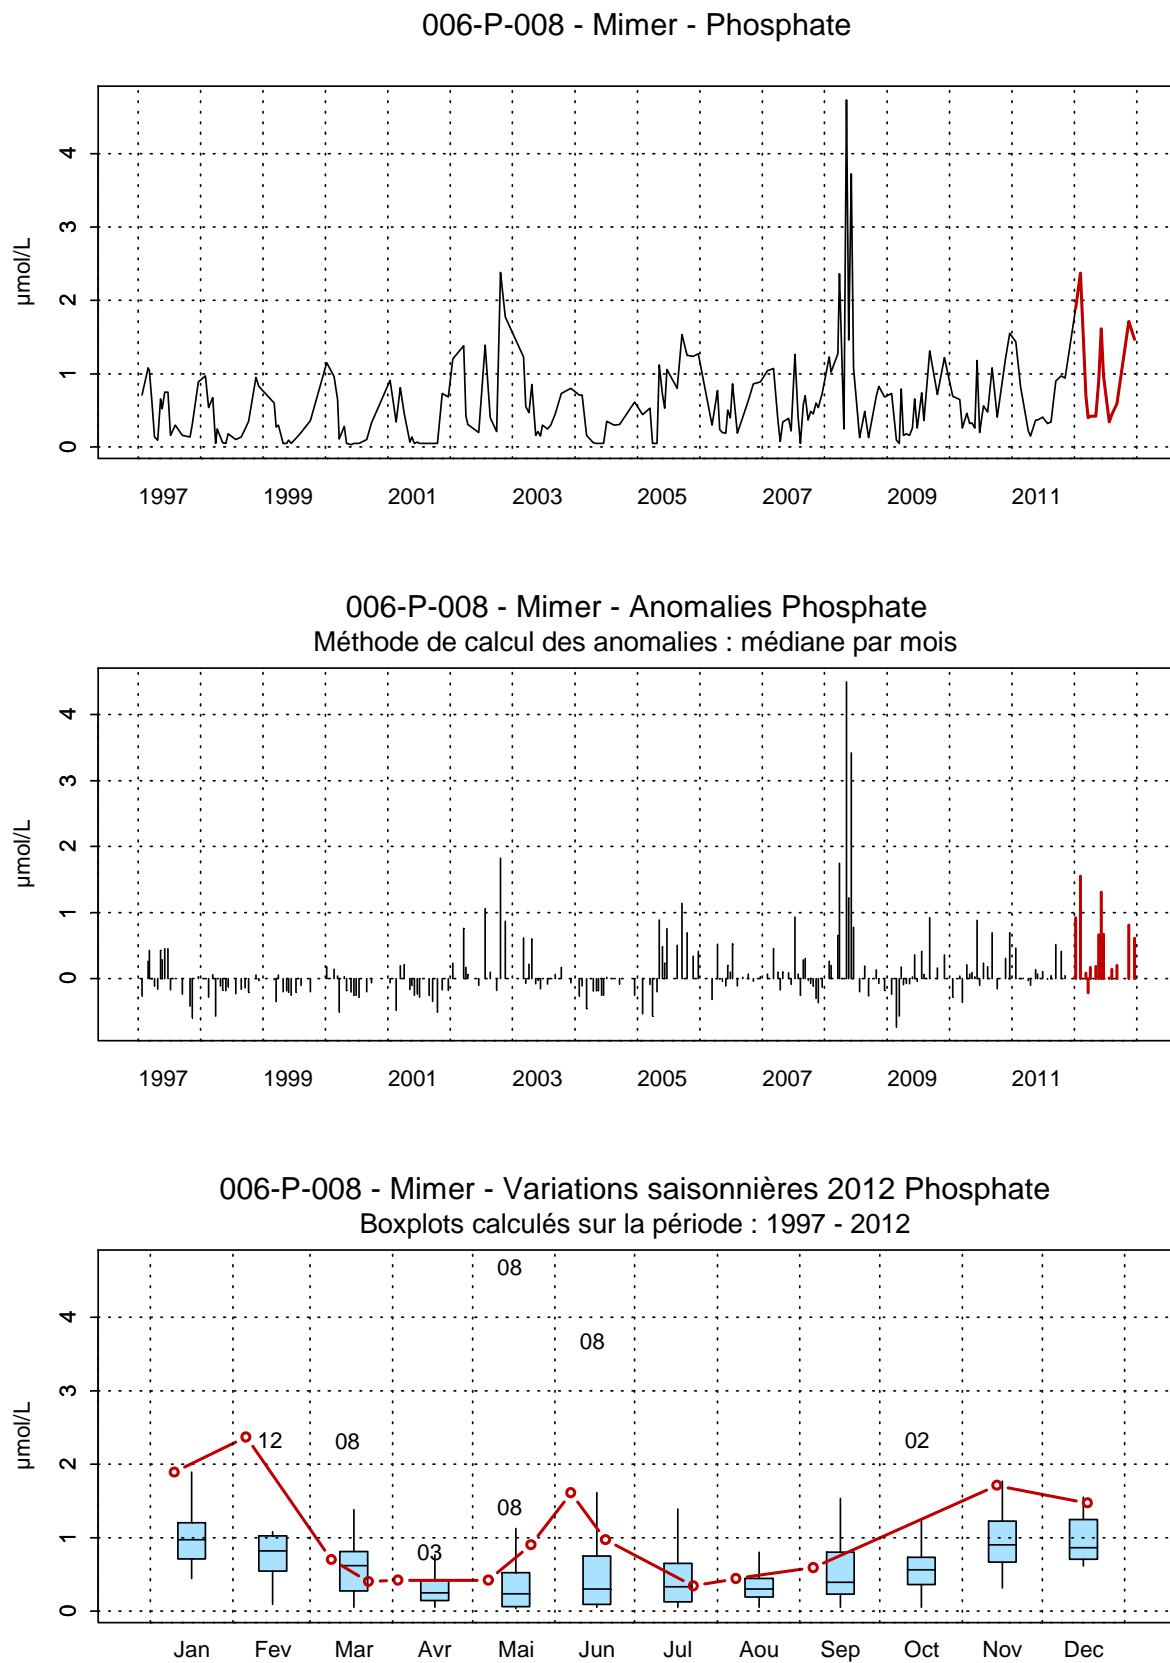 006-P-008 - Mimer - Phosphate
4
3
2
1
0
µmol/L
1997 1999 2001 2003 2005 2007 2009 2011
006-P-008 - Mimer - Anomalies Phosphate
Méthode de calcul des anomalies : médiane par mois
4
3
2
1
0
µmol/L
1997 1999 2001 2003 2005 2007 2009 2011
006-P-008 - Mimer - Variations saisonnières 2012 Phosphate
Boxplots calculés sur la période : 1997 - 2012
08
4
08
3
12 08 02
2
µmol/L
08
1
03
0
Jan Fev Mar Avr Mai Jun Jul Aou Sep Oct Nov Dec